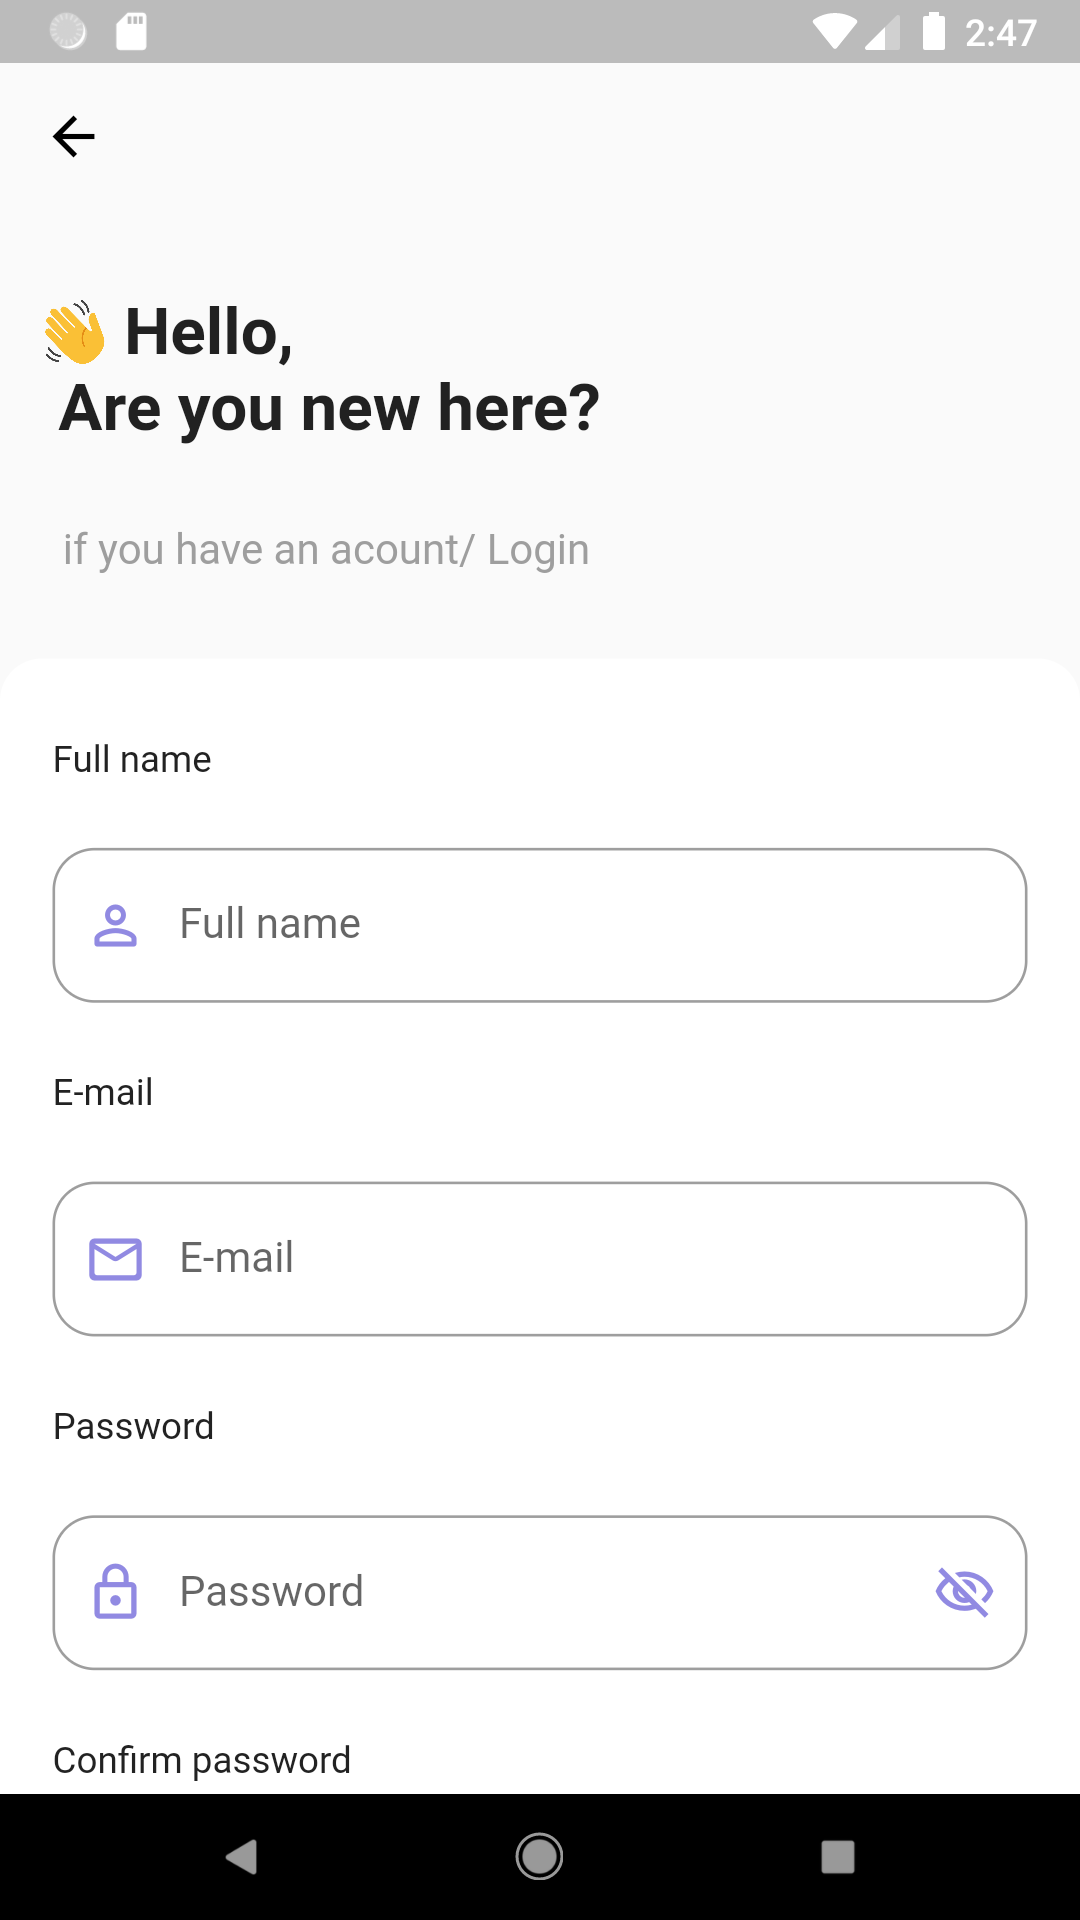 2:47
👋 Hello,
Are you new here?
if you have an acount/ Login
Full name
Full name
E-mail
E-mail
Password
Password
Confirm password